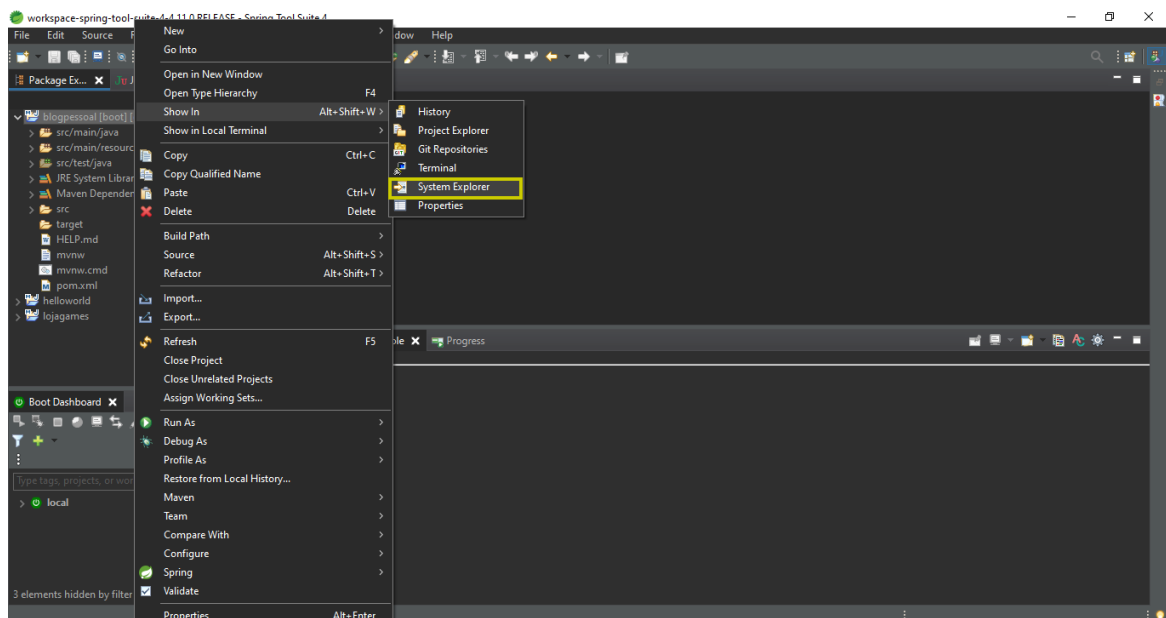 workspace-spring-tool-suite-4-4.11.0.RELEASE - Spring Tool Suite 4
File Edit Source
dow Help
Package Ex...
blogpessoal [boot] [
src/main/java
src/main/resourc
src/test/java
JRE System Librar
Maven Depender
src
target
HELP.md
mvnw
mvnw.cmd
pom.xml
helloworld
lojagames
New
Go Into
Open in New Window
Open Type Hierarchy F4
Show In Alt+Shift+W >
Show in Local Terminal >
Copy Ctrl+C
Copy Qualified Name
Paste Ctrl+V
Delete Delete
Build Path >
Source Alt+Shift+S >
Refactor Alt+Shift+T >
Import...
Export...
Refresh F5
Close Project
Close Unrelated Projects
Assign Working Sets...
Run As >
Debug As >
Profile As >
Restore from Local History...
Maven >
Team >
Compare With >
Configure >
Spring >
Validate
Properties Alt+Enter
History
Project Explorer
Git Repositories
Terminal
System Explorer
Properties
ole Progress
Boot Dashboard
Type tags, projects, or wor
local
3 elements hidden by filter